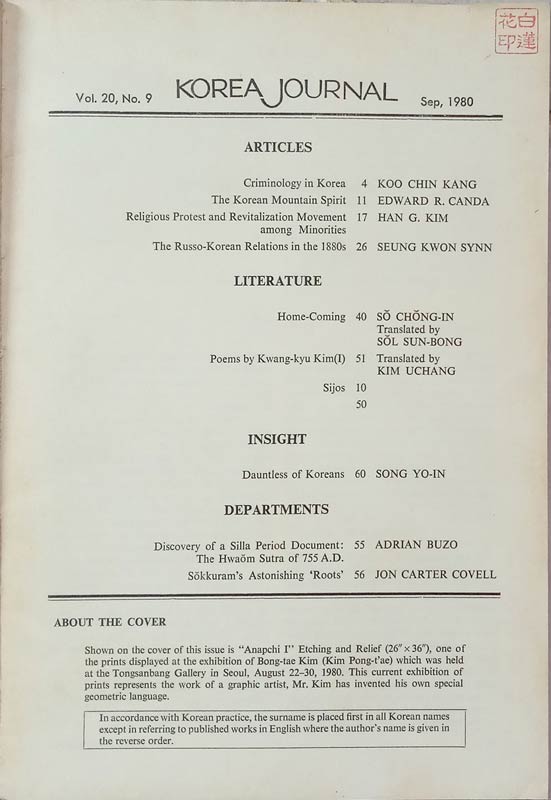 白蓮
花印
Vol. 20, No. 9 KOREA JOURNAL Sep, 1980
ARTICLES
Criminology in Korea 4 KOO CHIN KANG
The Korean Mountain Spirit 11 EDWARD R. CANDA
Religious Protest and Revitalization Movement 17 HAN G. KIM
among Minorities
The Russo-Korean Relations in the 1880s 26 SEUNG KWON SYNN
LITERATURE
Home-Coming 40 SŎ CHŎNG-IN
Translated by
SŎL SUN-BONG
Poems by Kwang-kyu Kim(I) 51 Translated by
KIM UCHANG
Sijos 10
50
INSIGHT
Dauntless of Koreans 60 SONG YO-IN
DEPARTMENTS
Discovery of a Silla Period Document: 55 ADRIAN BUZO
The Hwaŏm Sutra of 755 A.D.
Sŏkkuram's Astonishing 'Roots' 56 JON CARTER COVELL
ABOUT THE COVER
Shown on the cover of this issue is "Anapchi I" Etching and Relief (26"×36"), one of
the prints displayed at the exhibition of Bong-tae Kim (Kim Pong-t'ae) which was held
at the Tongsanbang Gallery in Seoul, August 22–30, 1980. This current exhibition of
prints represents the work of a graphic artist, Mr. Kim has invented his own special
geometric language.
In accordance with Korean practice, the surname is placed first in all Korean names
except in referring to published works in English where the author's name is given in
the reverse order.